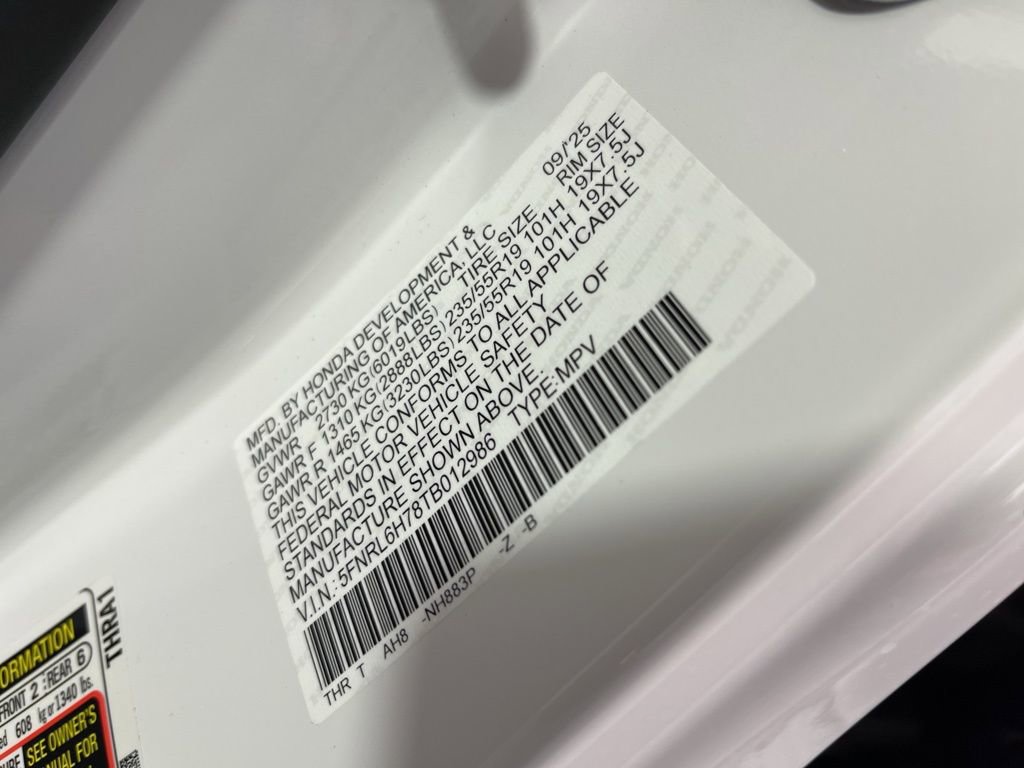 MFD. BY HONDA DEVELOPMENT &
MANUFACTURING OF AMERICA, LLC 09/'25
GVWR 2730 KG(6019LBS) TIRE SIZE RIM SIZE
GAWR F 1310 KG(2888LBS) 235/55R19 101H 19X7.5J
GAWR R 1465 KG(3230LBS) 235/55R19 101H 19X7.5J
THIS VEHICLE CONFORMS TO ALL APPLICABLE
FEDERAL MOTOR VEHICLE SAFETY
STANDARDS IN EFFECT ON THE DATE OF
MANUFACTURE SHOWN ABOVE.
V.I.N.:5FNRL6H78TB012986 TYPE:MPV
THR T AH8 -NH883P -Z -B
THRA1
FRONT 2 REAR 6
608 kg or 1340 lbs.
SEE OWNER'S
FOR